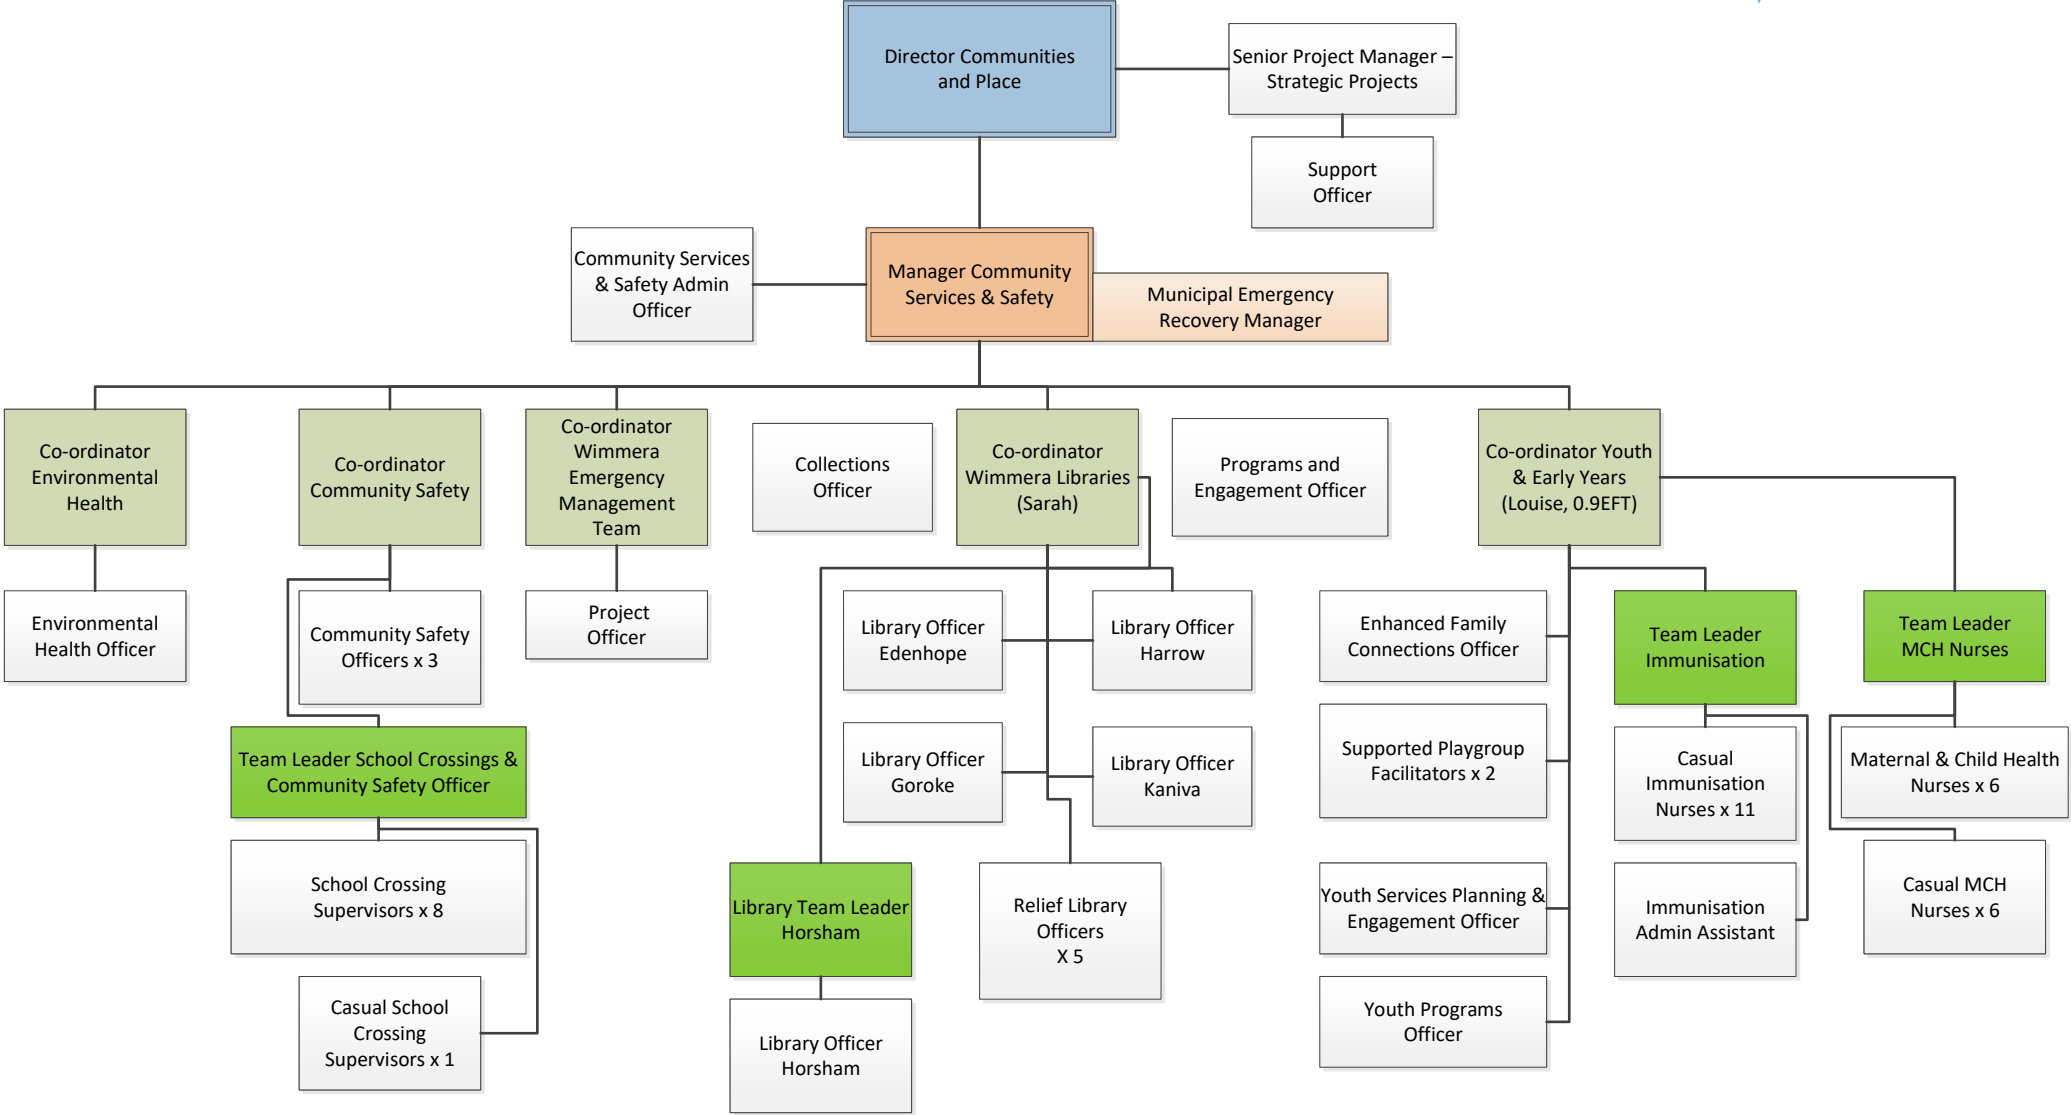 Director Communities
and Place
Senior Project Manager –
Strategic Projects
Support
Officer
Community Services
& Safety Admin
Officer
Manager Community
Services & Safety
Municipal Emergency
Recovery Manager
Co-ordinator
Environmental
Health
Co-ordinator
Community Safety
Co-ordinator
Wimmera
Emergency
Management
Team
Collections
Officer
Co-ordinator
Wimmera Libraries
(Sarah)
Programs and
Engagement Officer
Co-ordinator Youth
& Early Years
(Louise, 0.9EFT)
Environmental
Health Officer
Community Safety
Officers x 3
Project
Officer
Library Officer
Edenhope
Library Officer
Harrow
Enhanced Family
Connections Officer
Team Leader
Immunisation
Team Leader
MCH Nurses
Team Leader School Crossings &
Community Safety Officer
Library Officer
Goroke
Library Officer
Kaniva
Supported Playgroup
Facilitators x 2
Casual
Immunisation
Nurses x 11
Maternal & Child Health
Nurses x 6
School Crossing
Supervisors x 8
Library Team Leader
Horsham
Relief Library
Officers
X 5
Youth Services Planning &
Engagement Officer
Immunisation
Admin Assistant
Casual MCH
Nurses x 6
Casual School
Crossing
Supervisors x 1
Library Officer
Horsham
Youth Programs
Officer